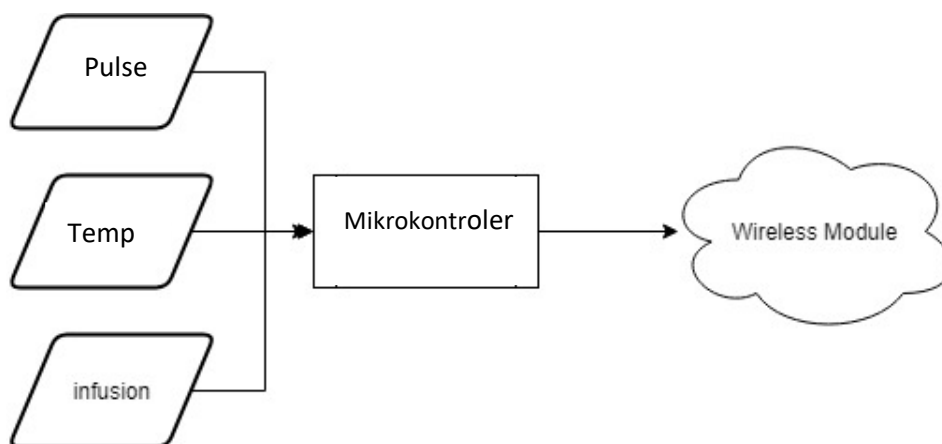 Pulse
Temp
Mikrokontroler
Wireless Module
infusion